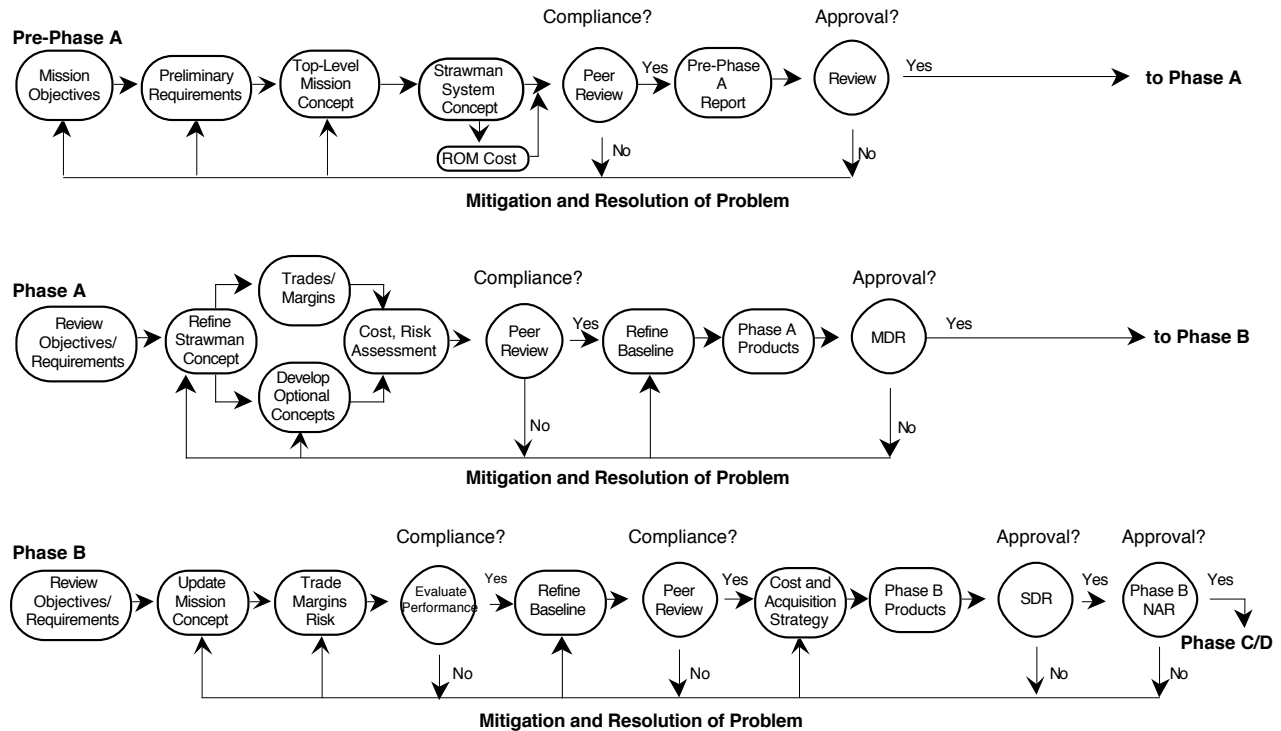 Compliance?
Approval?
Pre-Phase A
Mission
Objectives
Preliminary
Requirements
Top-Level
Mission
Concept
Strawman
System
Concept
ROM Cost
Peer
Review
Yes
No
Pre-Phase
A
Report
Review
Yes
No
to Phase A
Mitigation and Resolution of Problem
Compliance?
Approval?
Phase A
Review
Objectives/
Requirements
Refine
Strawman
Concept
Trades/
Margins
Develop
Optional
Concepts
Cost, Risk
Assessment
Peer
Review
Yes
No
Refine
Baseline
Phase A
Products
MDR
Yes
No
to Phase B
Mitigation and Resolution of Problem
Compliance?
Compliance?
Approval?
Approval?
Phase B
Review
Objectives/
Requirements
Update
Mission
Concept
Trade
Margins
Risk
Evaluate
Performance
Yes
No
Refine
Baseline
Peer
Review
Yes
No
Cost and
Acquisition
Strategy
Phase B
Products
SDR
Yes
No
Phase B
NAR
Yes
No
Phase C/D
Mitigation and Resolution of Problem